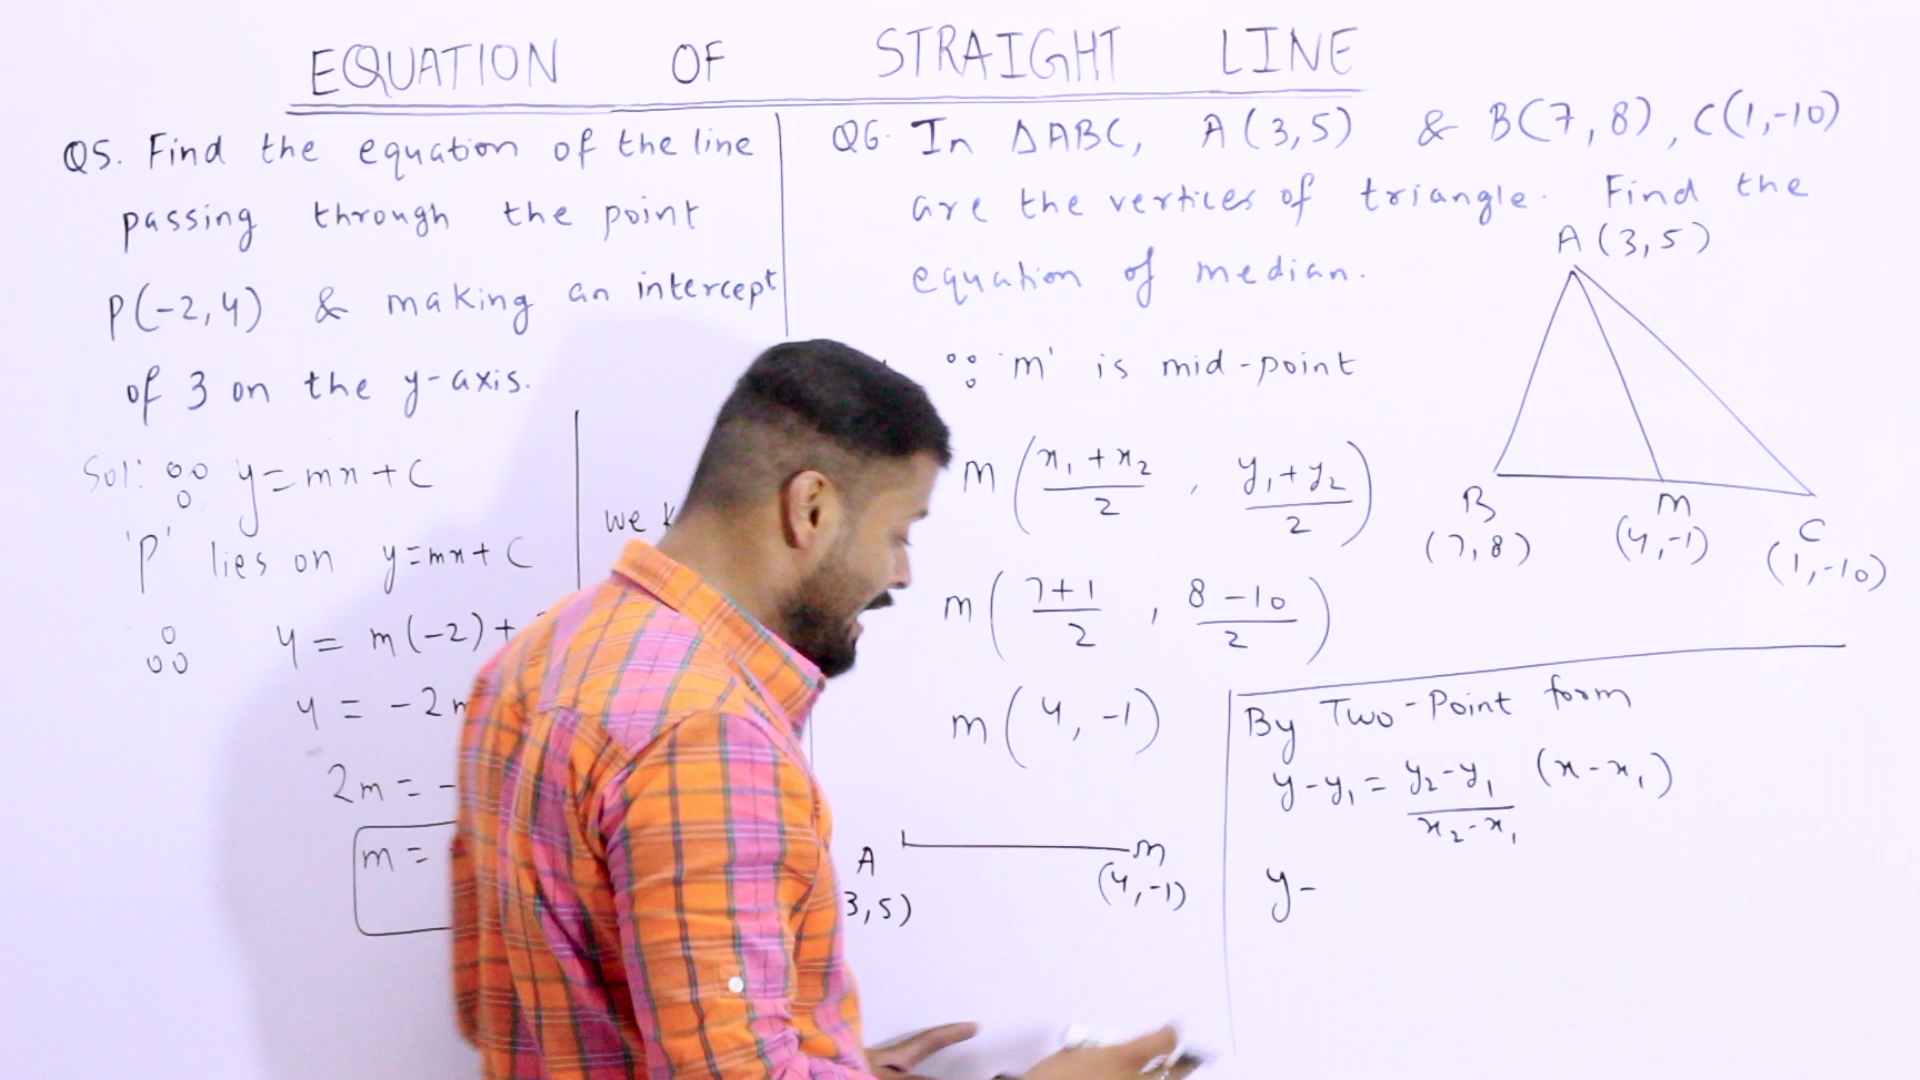 EQUATION OF STRAIGHT LINE
Q5. Find the equation of the line
passing through the point
P(-2,4) & making an intercept
of 3 on the y-axis.
Sol: ∵ y=mx+C
'P' lies on y=mx+C
∴ 4 = m(-2)+
4 = -2m
2m = -
m =
we
Q6. In ΔABC, A(3,5) & B(7,8), C(1,-10)
are the vertices of triangle. Find the
equation of median.
∵ 'm' is mid-point
m(x₁+x₂/2, y₁+y₂/2)
m(7+1/2, 8-10/2)
m(4,-1)
A m
3,5) (4,-1)
A(3,5)
B m C
(7,8) (4,-1) (1,-10)
By Two-Point form
y-y₁ = y₂-y₁/x₂-x₁ (x-x₁)
y-